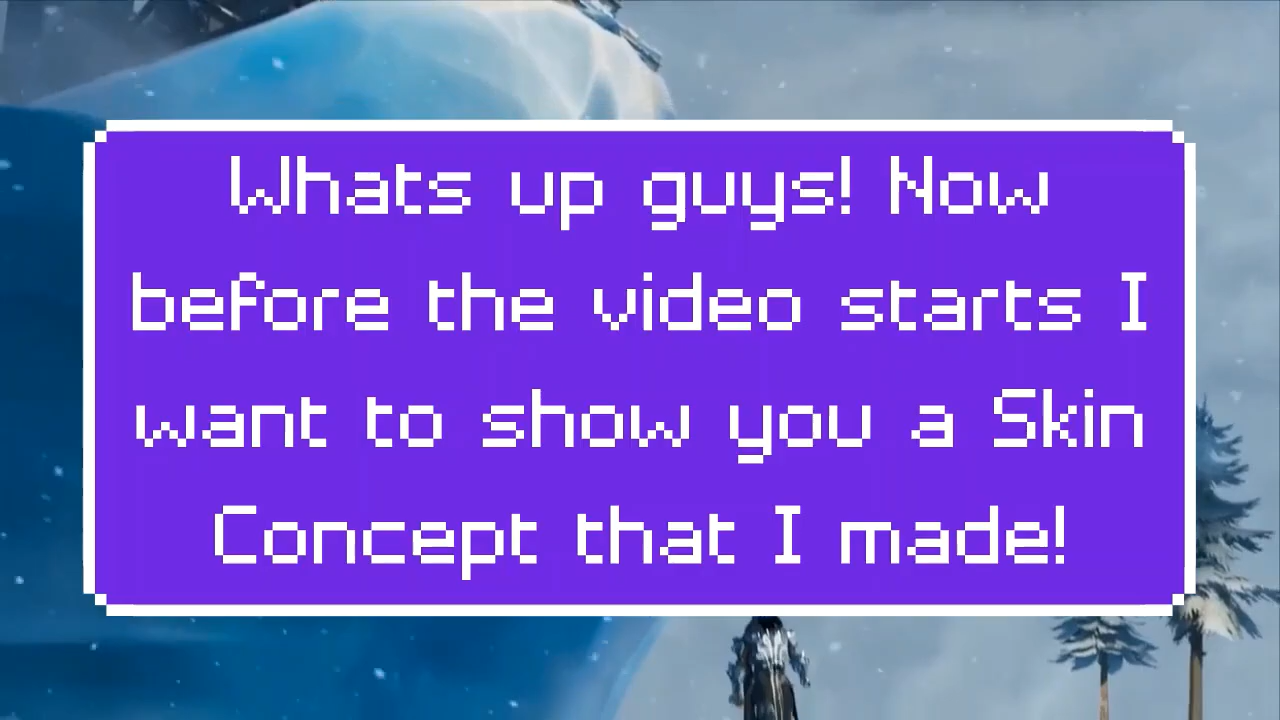 Whats up guys! Now
before the video starts I
want to show you a Skin
Concept that I made!